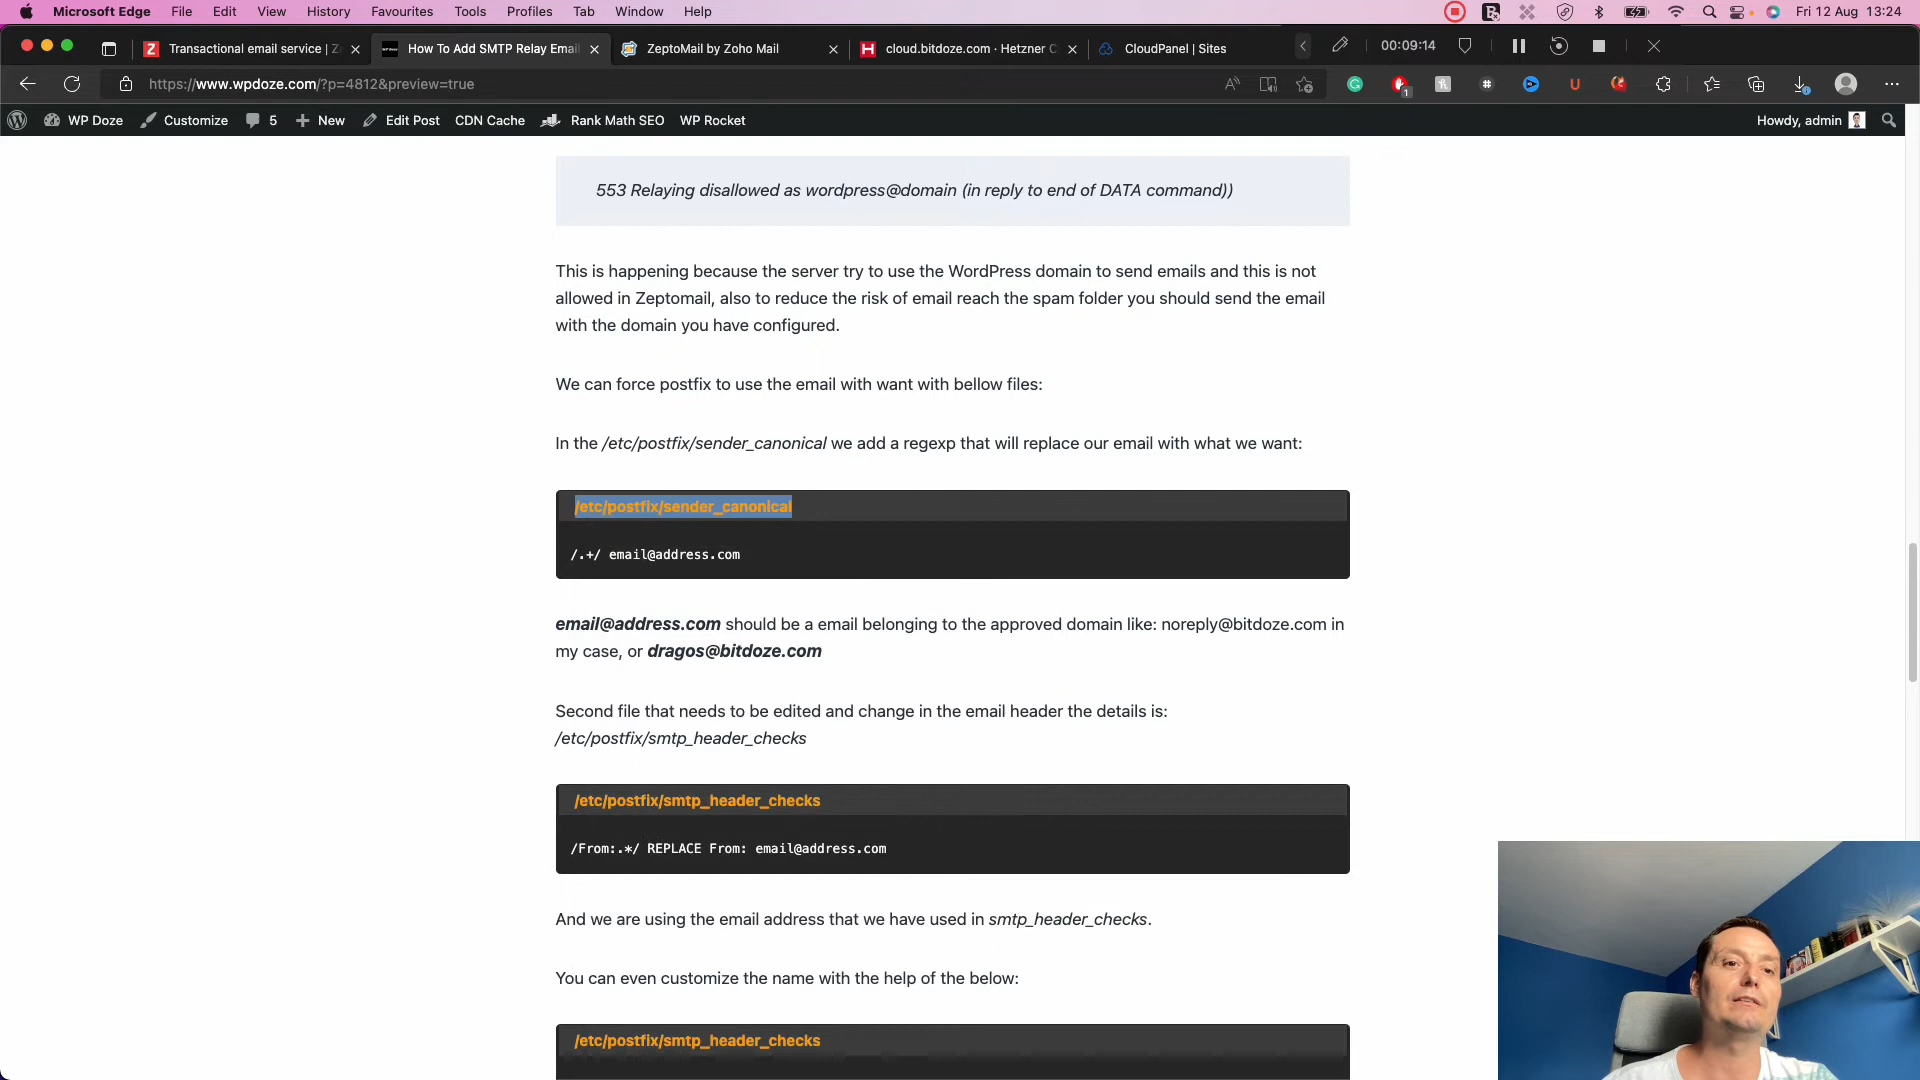 Microsoft Edge File Edit View History Favourites Tools Profiles Tab Window Help Fri 12 Aug 13:24
Transactional email service | Z
How To Add SMTP Relay Email
ZeptoMail by Zoho Mail
cloud.bitdoze.com · Hetzner C
CloudPanel | Sites
00:09:14
https://www.wpdoze.com/?p=4812&preview=true
1
WP Doze Customize 5 New Edit Post CDN Cache Rank Math SEO WP Rocket Howdy, admin
553 Relaying disallowed as wordpress@domain (in reply to end of DATA command))
This is happening because the server try to use the WordPress domain to send emails and this is not
allowed in Zeptomail, also to reduce the risk of email reach the spam folder you should send the email
with the domain you have configured.
We can force postfix to use the email with want with bellow files:
In the /etc/postfix/sender_canonical we add a regexp that will replace our email with what we want:
/etc/postfix/sender_canonical
/.+/ email@address.com
email@address.com should be a email belonging to the approved domain like: noreply@bitdoze.com in
my case, or dragos@bitdoze.com
Second file that needs to be edited and change in the email header the details is:
/etc/postfix/smtp_header_checks
/etc/postfix/smtp_header_checks
/From:.*/ REPLACE From: email@address.com
And we are using the email address that we have used in smtp_header_checks.
You can even customize the name with the help of the below:
/etc/postfix/smtp_header_checks